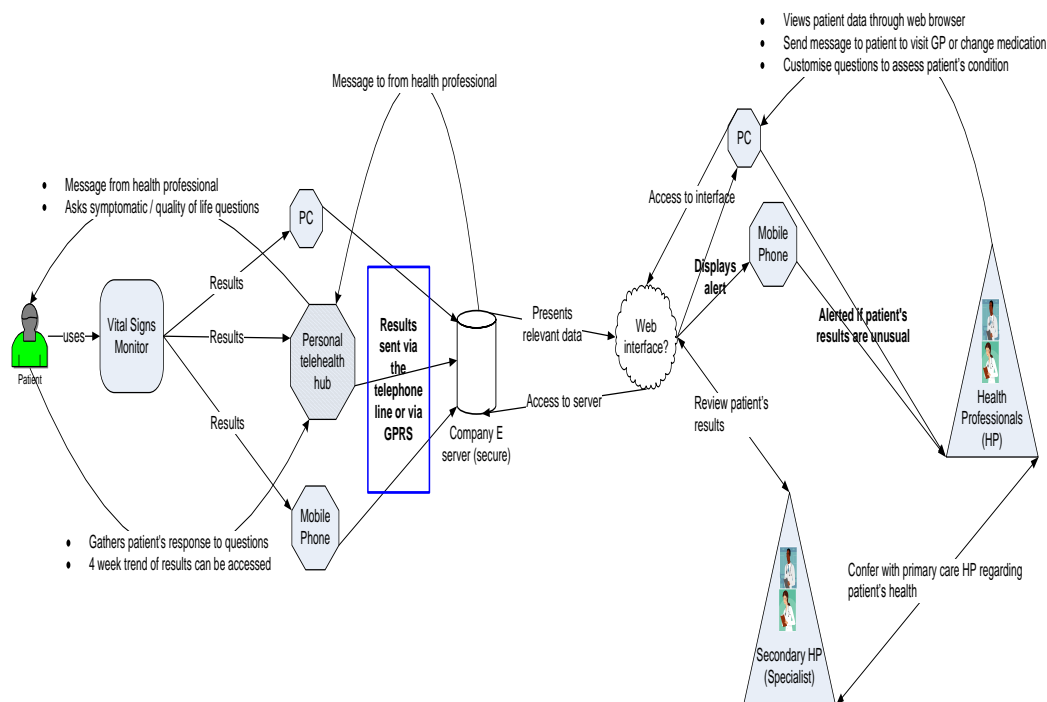 • Views patient data through web browser
• Send message to patient to visit GP or change medication
• Customise questions to assess patient's condition
Message to from health professional
PC
• Message from health professional
• Asks symptomatic / quality of life questions
Access to interface
PC
Mobile
Phone
Results
Displays
alert
Vital Signs
Monitor
uses
Patient
Results
Personal
telehealth
hub
Results
sent via
the
telephone
line or via
GPRS
Presents
relevant data
Web
interface?
Alerted if patient's
results are unusual
Access to server
Review patient's
results
Health
Professionals
(HP)
Results
Company E
server (secure)
Mobile
Phone
• Gathers patient's response to questions
• 4 week trend of results can be accessed
Confer with primary care HP regarding
patient's health
Secondary HP
(Specialist)